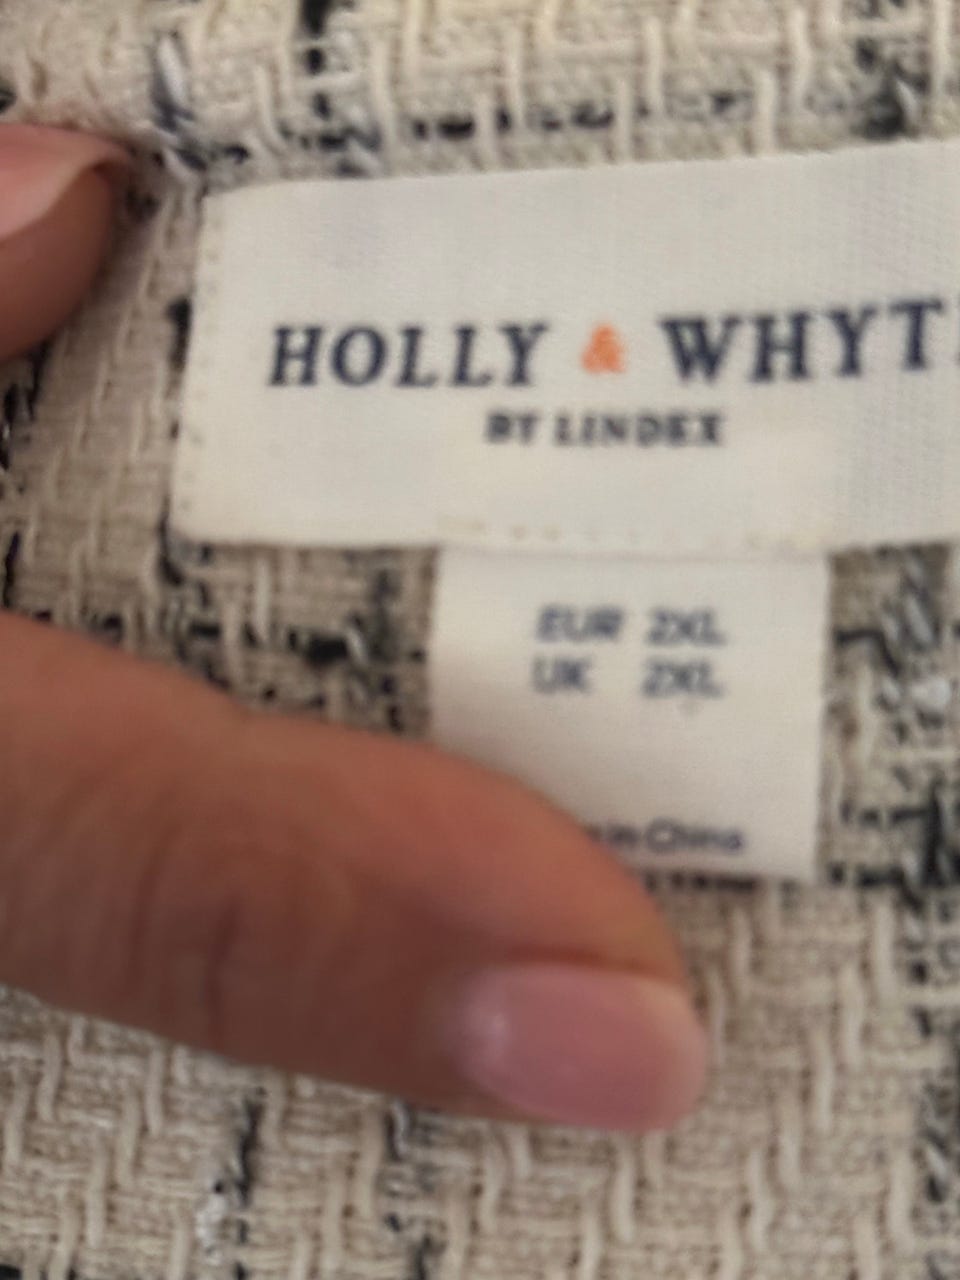 HOLLY & WHYT
BY LINDEX
EUR 2XL
UK 2XL
in China